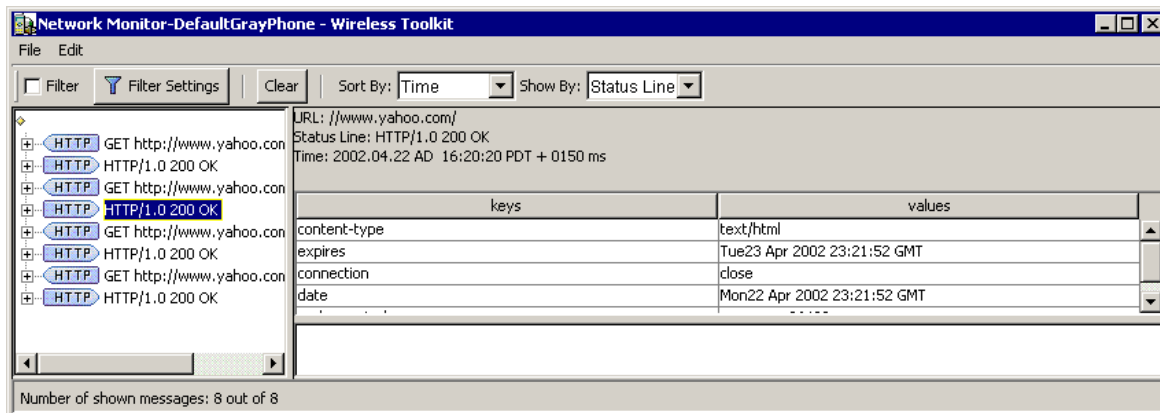 Network Monitor-DefaultGrayPhone - Wireless Toolkit
File Edit
Filter Filter Settings Clear Sort By: Time Show By: Status Line
URL: //www.yahoo.com/
Status Line: HTTP/1.0 200 OK
Time: 2002.04.22 AD 16:20:20 PDT + 0150 ms
HTTP GET http://www.yahoo.con
HTTP HTTP/1.0 200 OK
HTTP GET http://www.yahoo.con
HTTP HTTP/1.0 200 OK
HTTP GET http://www.yahoo.con
HTTP HTTP/1.0 200 OK
HTTP GET http://www.yahoo.con
HTTP HTTP/1.0 200 OK
keys values
content-type text/html
expires Tue23 Apr 2002 23:21:52 GMT
connection close
date Mon22 Apr 2002 23:21:52 GMT
Number of shown messages: 8 out of 8